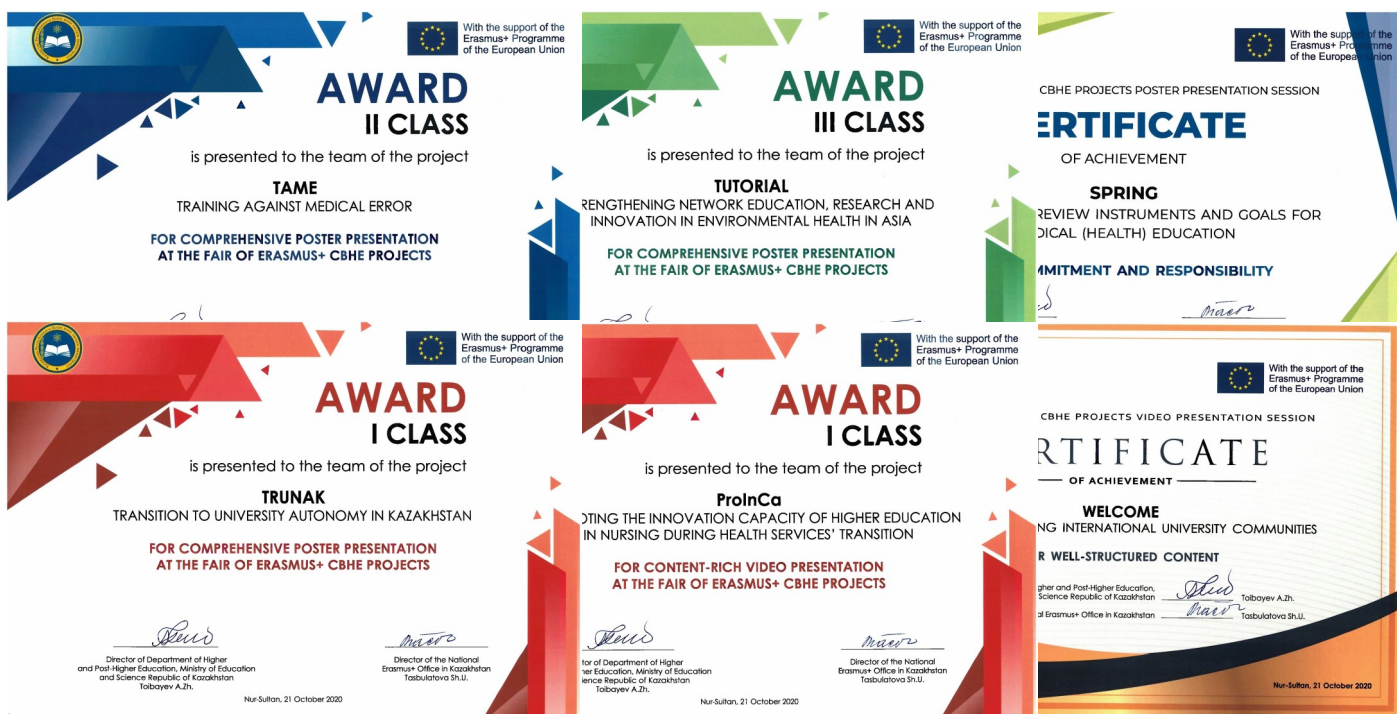 With the support of the
Erasmus+ Programme
of the European Union
AWARD
II CLASS
is presented to the team of the project
TAME
TRAINING AGAINST MEDICAL ERROR
FOR COMPREHENSIVE POSTER PRESENTATION
AT THE FAIR OF ERASMUS+ CBHE PROJECTS
With the support of the
Erasmus+ Programme
of the European Union
AWARD
III CLASS
is presented to the team of the project
TUTORIAL
RENGTHENING NETWORK EDUCATION, RESEARCH AND
INNOVATION IN ENVIRONMENTAL HEALTH IN ASIA
FOR COMPREHENSIVE POSTER PRESENTATION
AT THE FAIR OF ERASMUS+ CBHE PROJECTS
With the support of the
Erasmus+ Programme
of the European Union
CBHE PROJECTS POSTER PRESENTATION SESSION
ERTIFICATE
OF ACHIEVEMENT
SPRING
REVIEW INSTRUMENTS AND GOALS FOR
DICAL (HEALTH) EDUCATION
MMITMENT AND RESPONSIBILITY
With the support of the
Erasmus+ Programme
of the European Union
AWARD
I CLASS
is presented to the team of the project
TRUNAK
TRANSITION TO UNIVERSITY AUTONOMY IN KAZAKHSTAN
FOR COMPREHENSIVE POSTER PRESENTATION
AT THE FAIR OF ERASMUS+ CBHE PROJECTS
Director of Department of Higher
and Post-Higher Education, Ministry of Education
and Science Republic of Kazakhstan
Toibayev A.Zh.
Director of the National
Erasmus+ Office in Kazakhstan
Tasbulatova Sh.U.
Nur-Sultan, 21 October 2020
With the support of the
Erasmus+ Programme
of the European Union
AWARD
I CLASS
is presented to the team of the project
ProInCa
OTING THE INNOVATION CAPACITY OF HIGHER EDUCATION
IN NURSING DURING HEALTH SERVICES' TRANSITION
FOR CONTENT-RICH VIDEO PRESENTATION
AT THE FAIR OF ERASMUS+ CBHE PROJECTS
tor of Department of Higher
her Education, Ministry of Education
ience Republic of Kazakhstan
Toibayev A.Zh.
Director of the National
Erasmus+ Office in Kazakhstan
Tasbulatova Sh.U.
Nur-Sultan, 21 October 2020
With the support of the
Erasmus+ Programme
of the European Union
CBHE PROJECTS VIDEO PRESENTATION SESSION
RTIFICATE
OF ACHIEVEMENT
WELCOME
NG INTERNATIONAL UNIVERSITY COMMUNITIES
R WELL-STRUCTURED CONTENT
gher and Post-Higher Education,
Science Republic of Kazakhstan
Toibayev A.Zh.
al Erasmus+ Office in Kazakhstan
Tasbulatova Sh.U.
Nur-Sultan, 21 October 2020